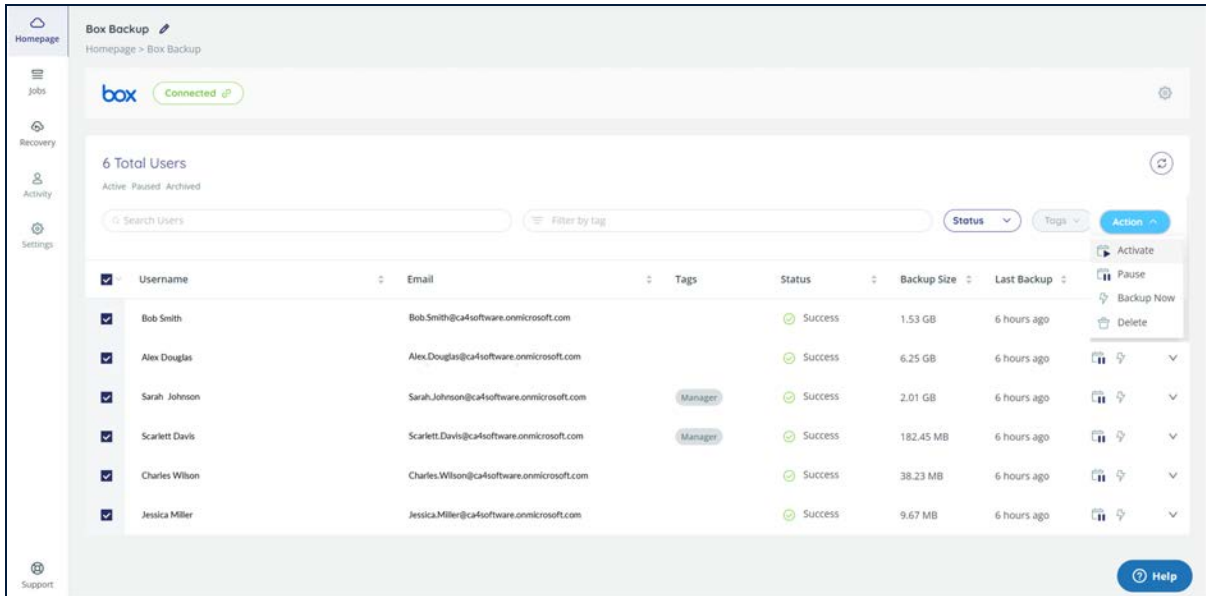 Homepage
Jobs
Recovery
Activity
Settings
Support
Box Backup
Homepage > Box Backup
box Connected
6 Total Users
Active Paused Archived
Search Users Filter by tag Status Tags Action
Activate
Pause
Backup Now
Delete
Username Email Tags Status Backup Size Last Backup
Bob Smith Bob.Smith@ca4software.onmicrosoft.com Success 1.53 GB 6 hours ago
Alex Douglas Alex.Douglas@ca4software.onmicrosoft.com Success 6.25 GB 6 hours ago
Sarah Johnson Sarah.Johnson@ca4software.onmicrosoft.com Manager Success 2.01 GB 6 hours ago
Scarlett Davis Scarlett.Davis@ca4software.onmicrosoft.com Manager Success 182.45 MB 6 hours ago
Charles Wilson Charles.Wilson@ca4software.onmicrosoft.com Success 38.23 MB 6 hours ago
Jessica Miller Jessica.Miller@ca4software.onmicrosoft.com Success 9.67 MB 6 hours ago
Help